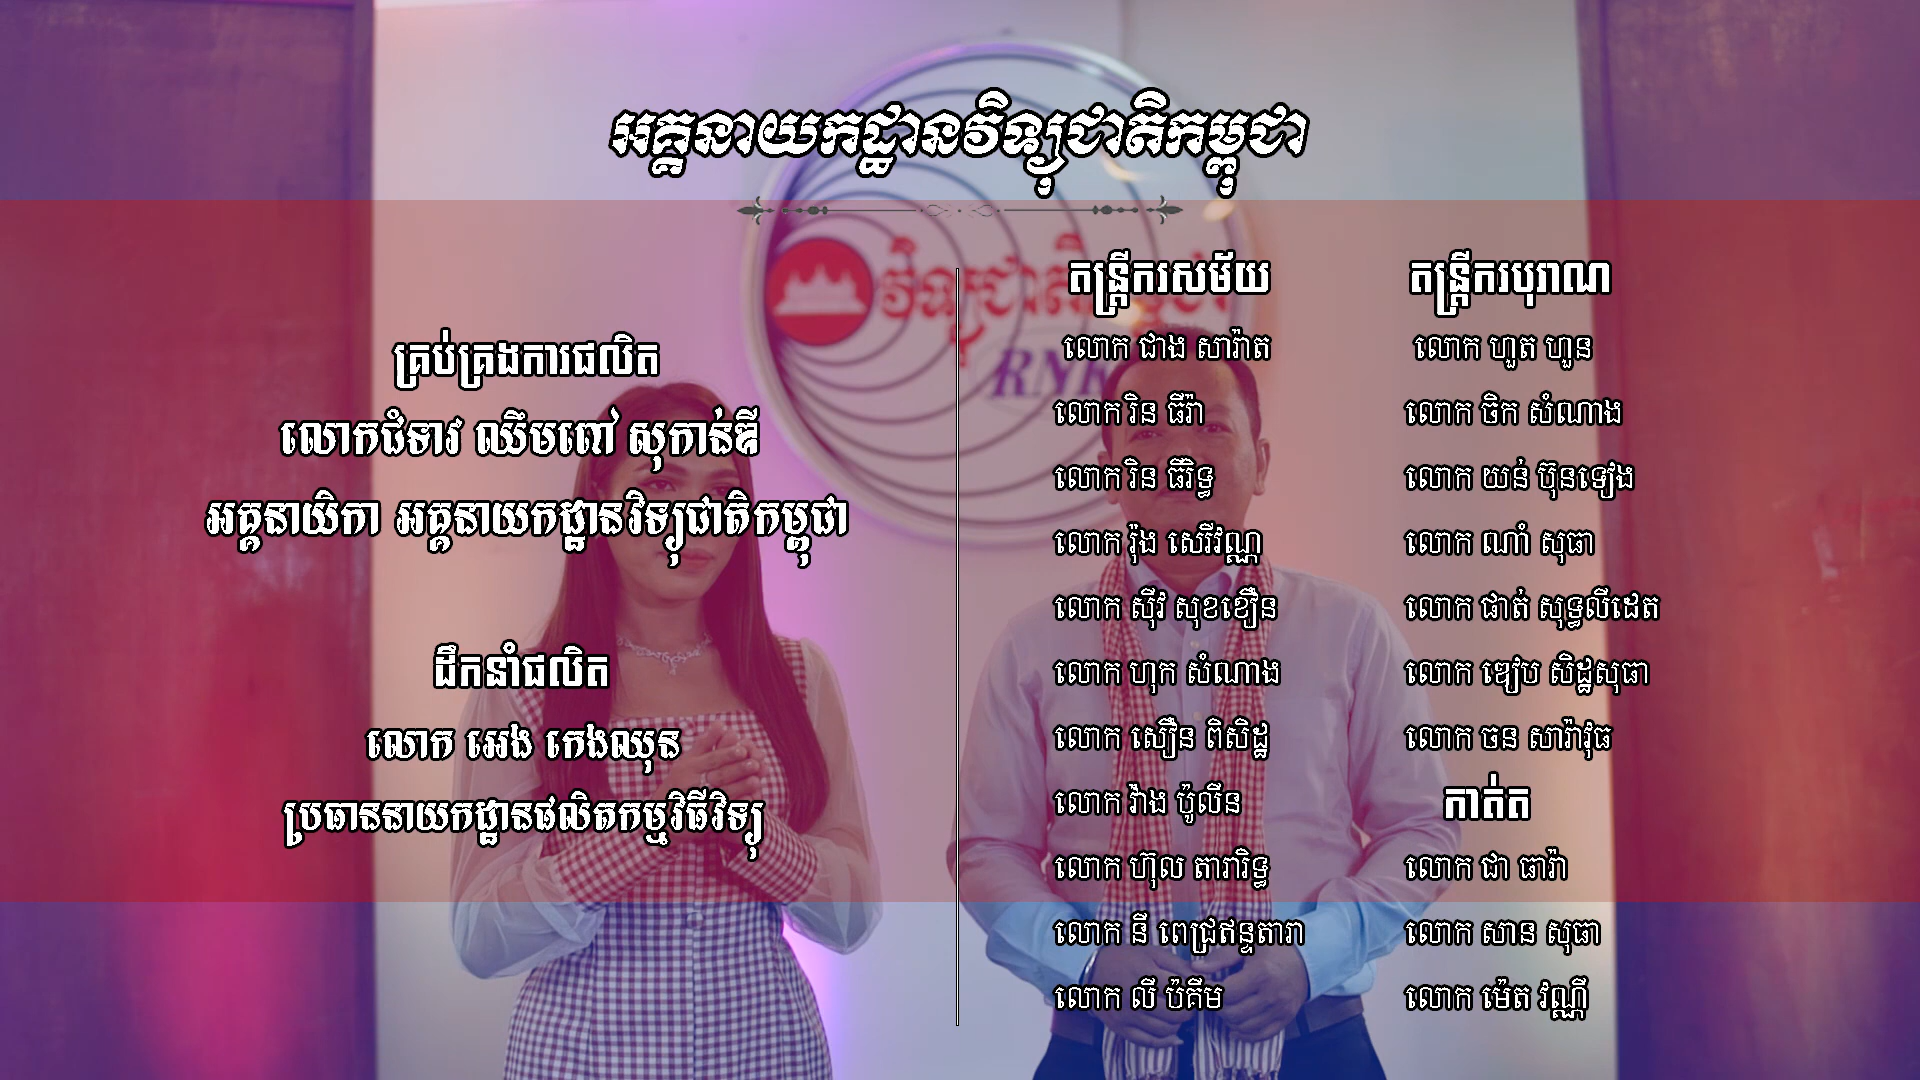 អគ្គនាយកដ្ឋានវិទ្យុជាតិកម្ពុជា
វិទ្យុជាតិកម្ពុជា
RNK
គ្រប់គ្រងការផលិត
លោកជំទាវ ឈឹមពៅ សុកាន់ឌី
អគ្គនាយិកា អគ្គនាយកដ្ឋានវិទ្យុជាតិកម្ពុជា
ដឹកនាំផលិត
លោក អេង កេងឈុន
ប្រធាននាយកដ្ឋានផលិតកម្មវិធីវិទ្យុ
តន្ត្រីករសម័យ
លោក ជាង សារ៉ាត
លោក រិន ធីរ៉ា
លោក រិន ធីរិទ្ធ
លោក រ៉ុង សេរីវណ្ណ
លោក ស៊ីវ សុខខឿន
លោក ហុក សំណាង
លោក សឿន ពិសិដ្ឋ
លោក វ៉ាង ប៉ូលីន
លោក ហ៊ុល តារារិទ្ធ
លោក នី ពេជ្រឥន្ទតារា
លោក លី ប៉គីម
តន្ត្រីករបុរាណ
លោក ហួត ហួន
លោក ចិក សំណាង
លោក យន់ ប៊ុនទៀង
លោក ណាំ សុធា
លោក ផាត់ សុទ្ធលីដេត
លោក ឌៀប សិដ្ឋសុធា
លោក ចន សារ៉ាវុធ
កាត់ត
លោក ជា ធារ៉ា
លោក សាន សុធា
លោក ម៉េត វណ្ណី